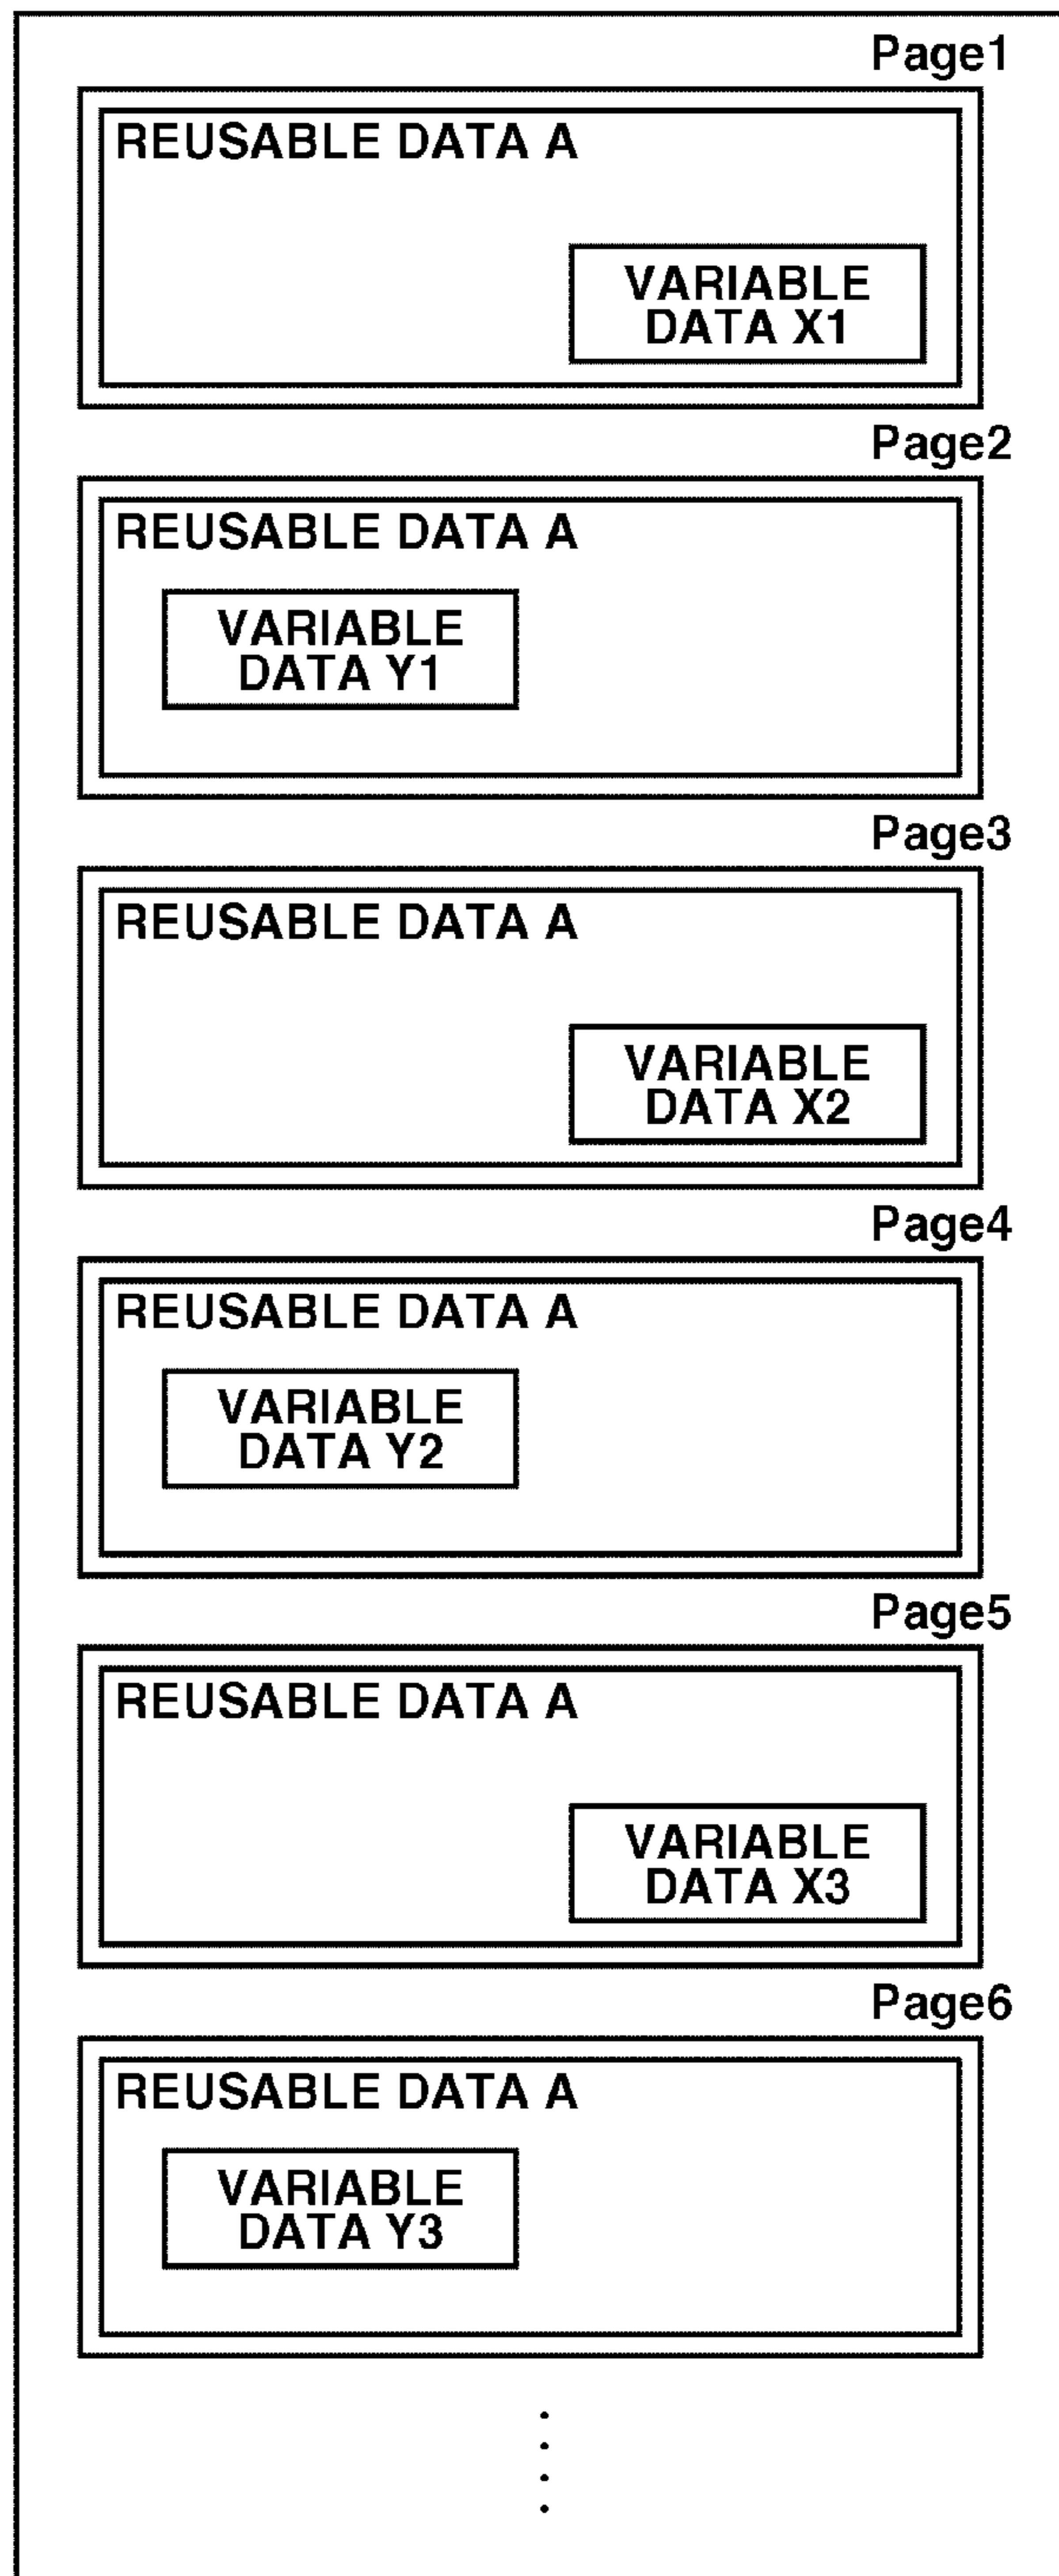 Page1
REUSABLE DATA A
VARIABLE
DATA X1
Page2
REUSABLE DATA A
VARIABLE
DATA Y1
Page3
REUSABLE DATA A
VARIABLE
DATA X2
Page4
REUSABLE DATA A
VARIABLE
DATA Y2
Page5
REUSABLE DATA A
VARIABLE
DATA X3
Page6
REUSABLE DATA A
VARIABLE
DATA Y3